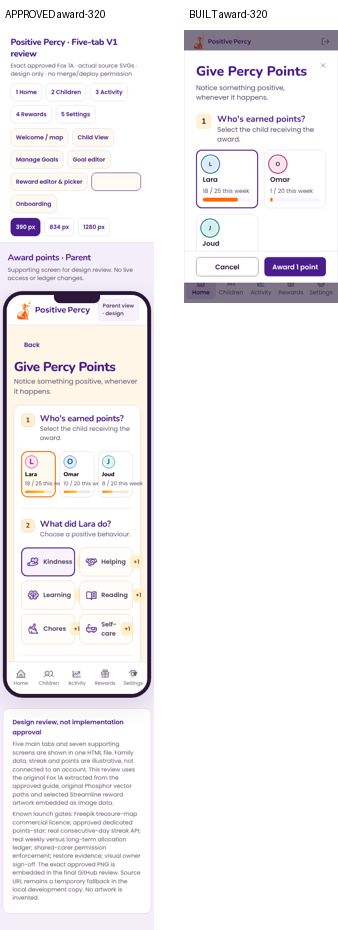 APPROVED award-320
Positive Percy · Five-tab V1
review
Exact approved Fox 1A · actual source SVGs ·
design only · no merge/deploy permission
1 Home
2 Children
3 Activity
4 Rewards
5 Settings
Welcome / map
Child View
Manage Goals
Goal editor
Reward editor & picker
Onboarding
390 px
834 px
1280 px
Award points · Parent
Supporting screen for design review. No live
access or ledger changes.
Positive Percy
Parent view
· design
Back
Give Percy Points
Notice something positive, whenever
it happens.
1
Who's earned points?
Select the child receiving the
award.
L
Lara
18 / 25 this
O
Omar
10 / 20 this
J
Joud
8 / 20 this week
2
What did Lara do?
Choose a positive behaviour.
Kindness
Helping
+1
Learning
Reading
+1
Chores
+1
Self-
care
+1
Home
Children
Activity
Rewards
Settings
Design review, not implementation
approval
Five main tabs and seven supporting
screens are shown in one HTML file. Family
data, streak and points are illustrative, not
connected to an account. This review uses
the original Fox 1A extracted from the
approved guide, original Phosphor vector
paths and selected Streamline reward
artwork embedded as image data.
Known launch gates: Freepik treasure-map
commercial licence; approved dedicated
points-star; real consecutive-day streak API;
real weekly versus long-term allocation
ledger; shared-carer permission
enforcement; restore evidence; visual owner
sign-off. The exact approved PNG is
embedded in the final GitHub review. Source
URL remains a temporary fallback in the
local development copy. No artwork is
invented.
BUILT award-320
Positive Percy
Give Percy Points
Notice something positive,
whenever it happens.
1
Who's earned points?
Select the child receiving the
award.
L
Lara
18 / 25 this week
O
Omar
1 / 20 this week
J
Joud
Cancel
Award 1 point
Home
Children
Activity
Rewards
Settings